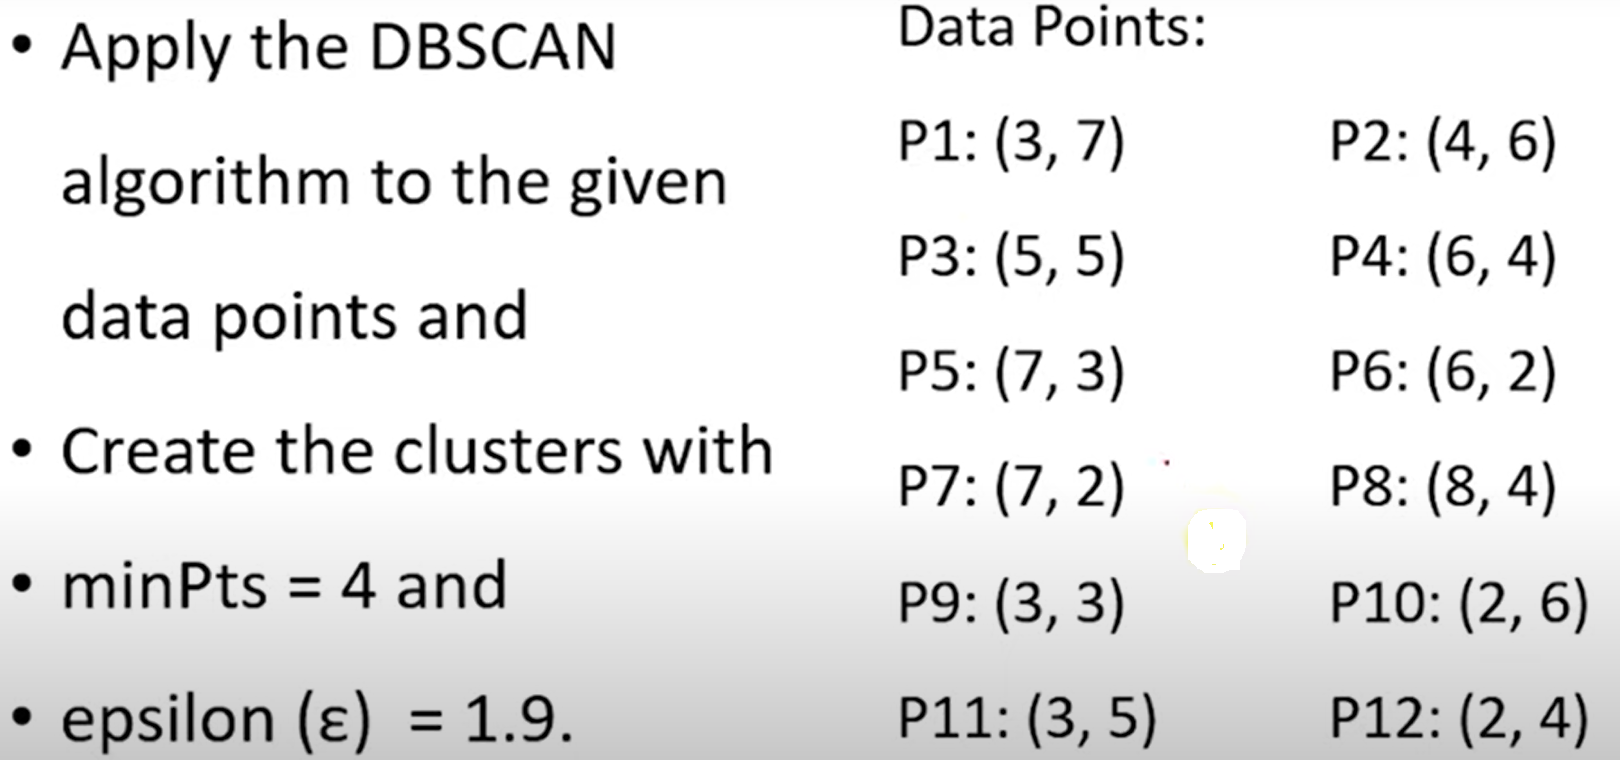 • Apply the DBSCAN
algorithm to the given
data points and
• Create the clusters with
• minPts = 4 and
• epsilon (ε) = 1.9.
Data Points:
P1: (3, 7) P2: (4, 6)
P3: (5, 5) P4: (6, 4)
P5: (7, 3) P6: (6, 2)
P7: (7, 2) P8: (8, 4)
P9: (3, 3) P10: (2, 6)
P11: (3, 5) P12: (2, 4)